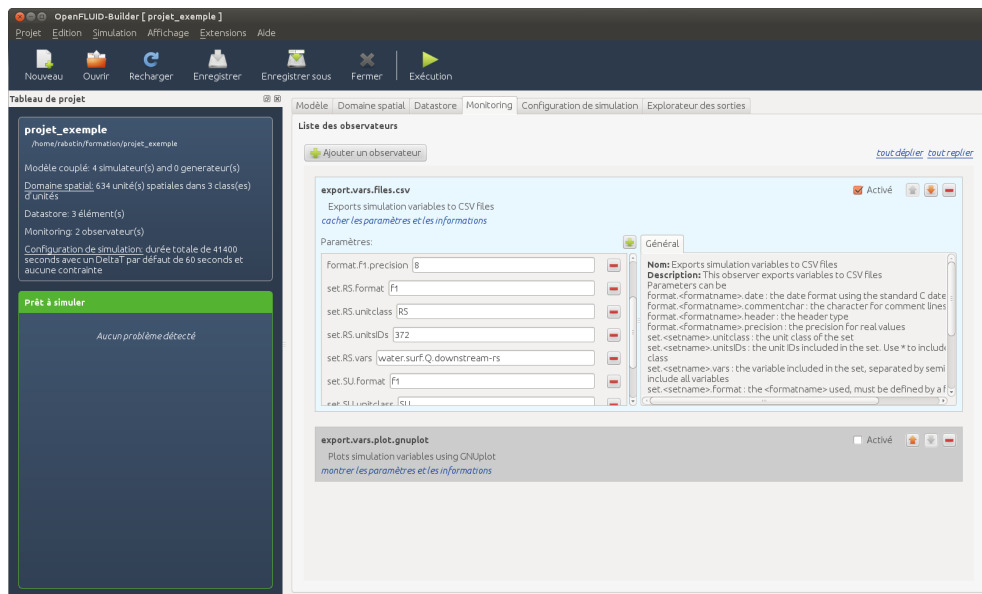 OpenFLUID-Builder [ projet_exemple ]
Projet Edition Simulation Affichage Extensions Aide
Nouveau Ouvrir Recharger Enregistrer Enregistrer sous Fermer Exécution
Tableau de projet
projet_exemple
/home/rabotin/formation/projet_exemple
Modèle couplé: 4 simulateur(s) and 0 generateur(s)
Domaine spatial: 634 unité(s) spatiales dans 3 class(es)
d'unités
Datastore: 3 élément(s)
Monitoring: 2 observateur(s)
Configuration de simulation: durée totale de 41400
secondes avec un DeltaT par défaut de 60 secondes et
aucune contrainte
Prêt à simuler
Aucun problème détecté
Modèle Domaine spatial Datastore Monitoring Configuration de simulation Explorateur des sorties
Liste des observateurs
Ajouter un observateur
tout déplier tout replier
export.vars.files.csv
Activé
Exports simulation variables to CSV files
cacher les paramètres et les informations
Paramètres:
format.f1.precision 8
set.RS.format f1
set.RS.unitclass RS
set.RS.unitsIDs 372
set.RS.vars water.surf.Q.downstream-rs
set.SU.format f1
set.SU.unitclass SU
Général
Nom: Exports simulation variables to CSV files
Description: This observer exports variables to CSV files
Parameters can be
format.<formatname>.date : the date format using the standard C date
format.<formatname>.commentchar : the character for comment lines
format.<formatname>.header : the header type
format.<formatname>.precision : the precision for real values
set.<setname>.unitclass : the unit class of the set
set.<setname>.unitsIDs : the unit IDs included in the set. Use * to include
class
set.<setname>.vars : the variable included in the set, separated by semi
include all variables
set.<setname>.format : the <formatname> used, must be defined by a f
export.vars.plot.gnuplot
Activé
Plots simulation variables using GNUplot
montrer les paramètres et les informations